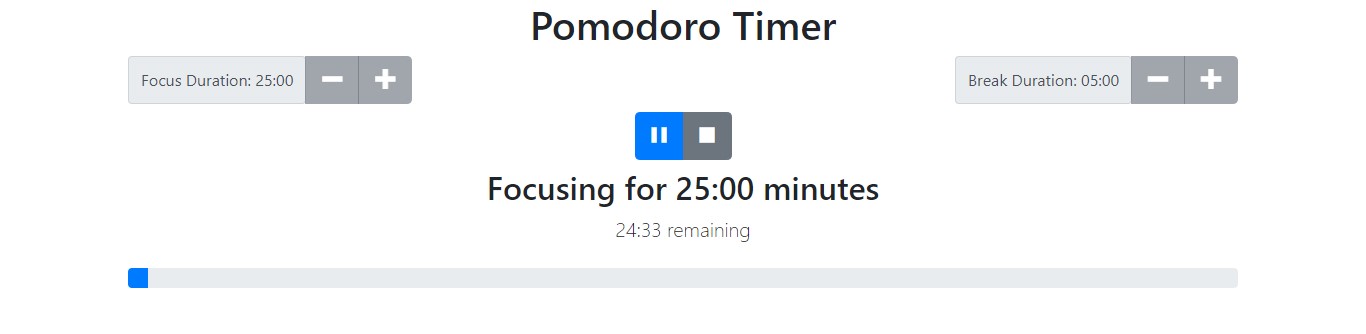 Pomodoro Timer
Focus Duration: 25:00
Break Duration: 05:00
Focusing for 25:00 minutes
24:33 remaining